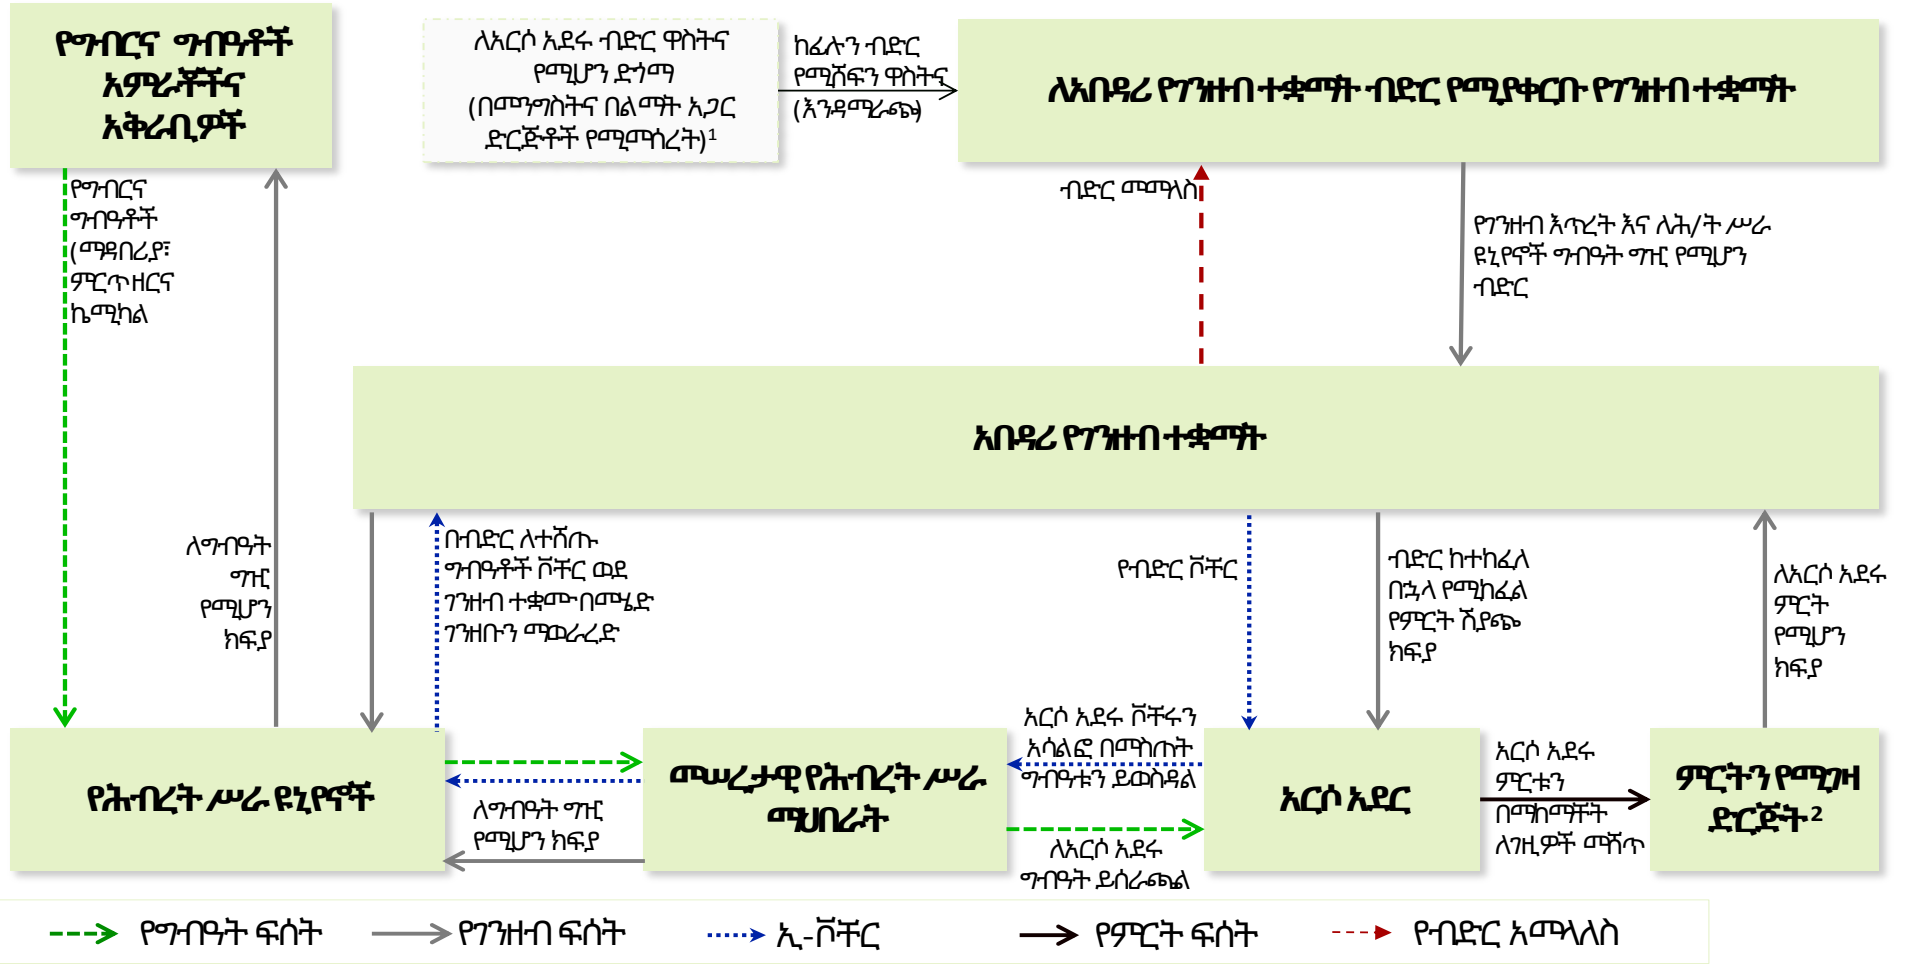 የግብርና ግብዓቶች
አምራቾችና
አቅራቢዎች
ለአርሶ አደሩ ብድር ዋስትና
የሚሆን ድጎማ
(በመንግስትና በልማት አጋር
ድርጅቶች የሚመሰረት)¹
ከፊሉን ብድር
የሚሸፍን ዋስትና
(እንዳማራጭ)
ለአበዳሪ የገንዘብ ተቋማት ብድር የሚያቀርቡ የገንዘብ ተቋማት
የግብርና
ግብዓቶች
(ማዳበሪያ፣
ምርጥ ዘርና
ኬሚካል
ብድር መመለስ
የገንዘብ እጥረት እና ለሕ/ት ሥራ
ዩኒየኖች ግብዓት ግዢ የሚሆን
ብድር
አበዳሪ የገንዘብ ተቋማት
ለግብዓት
ግዢ
የሚሆን
ክፍያ
በብድር ለተሸጡ
ግብዓቶች ቮቸር ወደ
ገንዘብ ተቋሙ በመሄድ
ገንዘቡን ማወራረድ
የብድር ቮቸር
ብድር ከተከፈለ
በኋላ የሚከፈል
የምርት ሽያጭ
ክፍያ
ለአርሶ አደሩ
ምርት
የሚሆን
ክፍያ
የሕብረት ሥራ ዩኒየኖች
ለግብዓት ግዢ
የሚሆን ክፍያ
መሠረታዊ የሕብረት ሥራ
ማህበራት
አርሶ አደሩ ቮቸሩን
አሳልፎ በመስጠት
ግብዓቱን ይወስዳል
ለአርሶ አደሩ
ግብዓት ይሰራጫል
አርሶ አደር
አርሶ አደሩ
ምርቱን
በማከማቸት
ለገዚዎች መሸጥ
ምርትን የሚገዛ
ድርጅት ²
የግብዓት ፍሰት
የገንዘብ ፍሰት
ኢ-ቮቸር
የምርት ፍሰት
የብድር አመላለስ